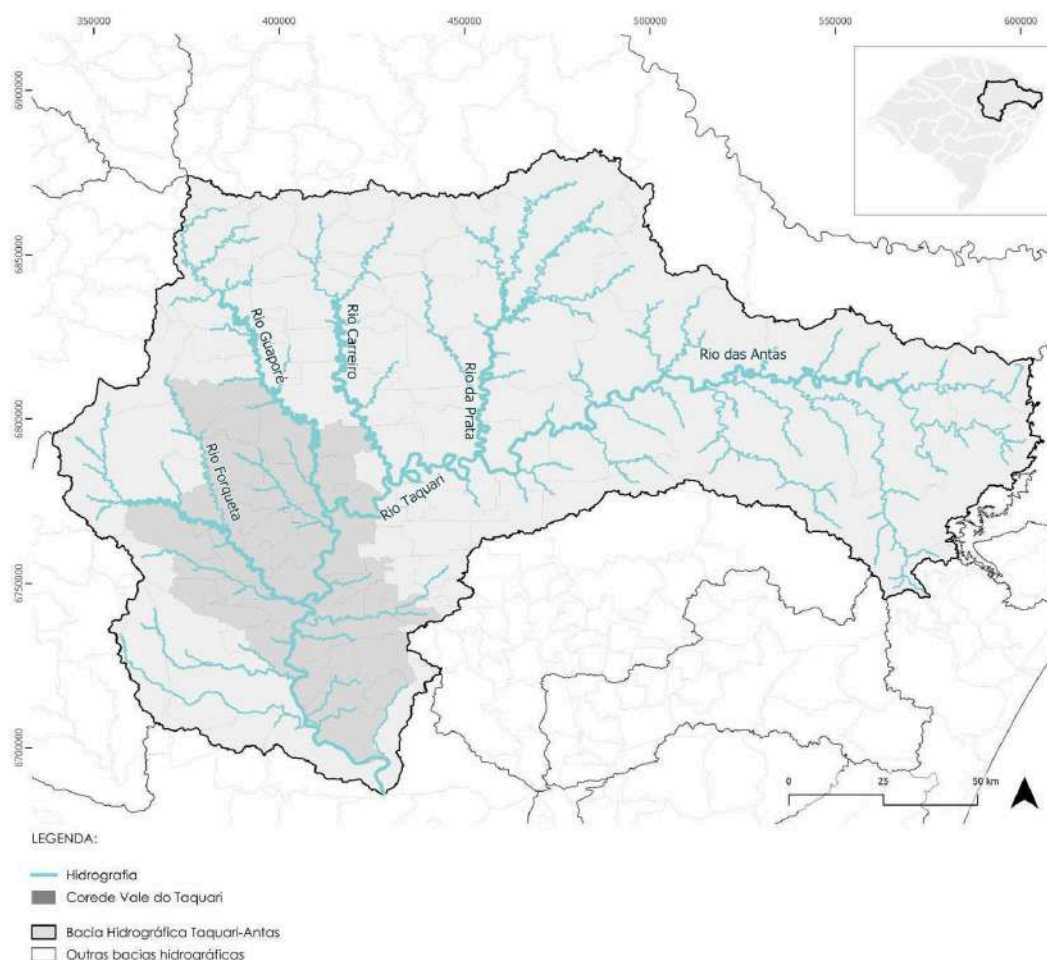 350000
400000
450000
500000
550000
600000
6900000
6850000
6800000
6750000
6700000
Rio Guaporé
Rio Carreiro
Rio da Prata
Rio das Antas
Rio Forqueta
Rio Taquari
0
25
50 km
LEGENDA:
Hidrografia
Corede Vale do Taquari
Bacia Hidrográfica Taquari-Antas
Outras bacias hidrográficas